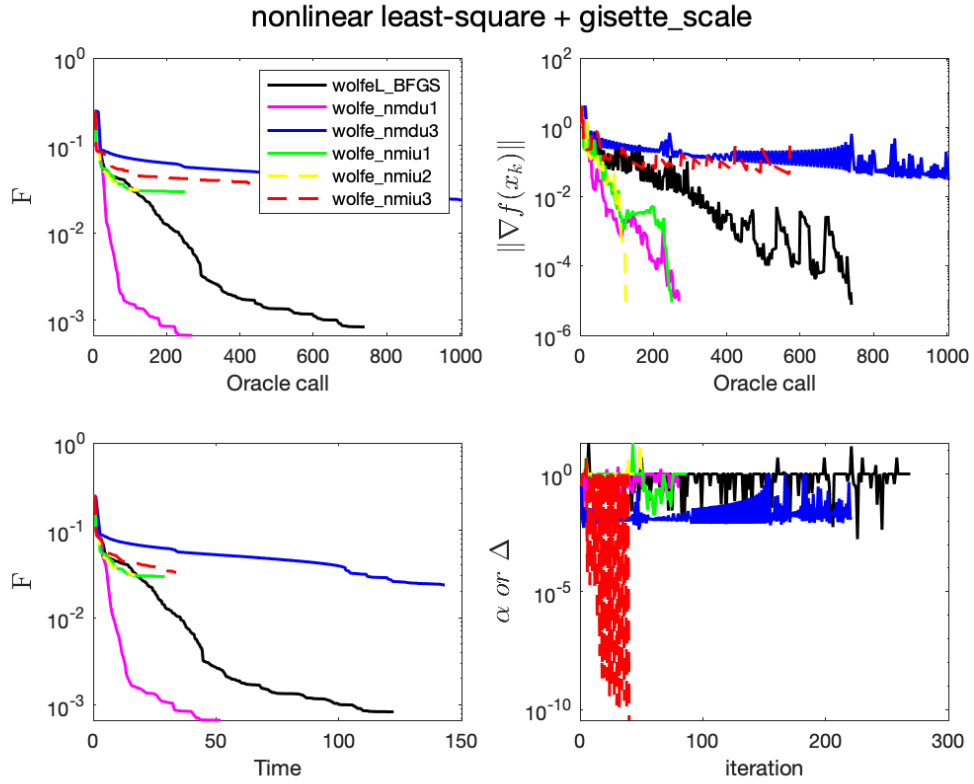 nonlinear least-square + gisette_scale
10^0
10^-1
10^-2
10^-3
F
0 200 400 600 800 1000
Oracle call
wolfeL_BFGS
wolfe_nmdu1
wolfe_nmdu3
wolfe_nmiu1
wolfe_nmiu2
wolfe_nmiu3
10^2
10^0
10^-2
10^-4
10^-6
‖∇f(x_k)‖
0 200 400 600 800 1000
Oracle call
10^0
10^-1
10^-2
10^-3
F
0 50 100 150
Time
10^0
10^-5
10^-10
α or Δ
0 100 200 300
iteration